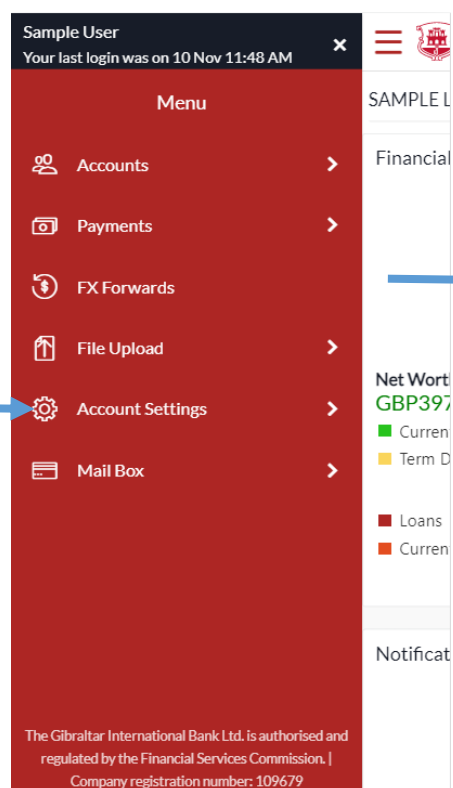 Sample User
Your last login was on 10 Nov 11:48 AM
Menu
Accounts
Payments
FX Forwards
File Upload
Account Settings
Mail Box
The Gibraltar International Bank Ltd. is authorised and
regulated by the Financial Services Commission. |
Company registration number: 109679
SAMPLE L
Financial
Net Wort
GBP397
Curren
Term D
Loans
Curren
Notificat